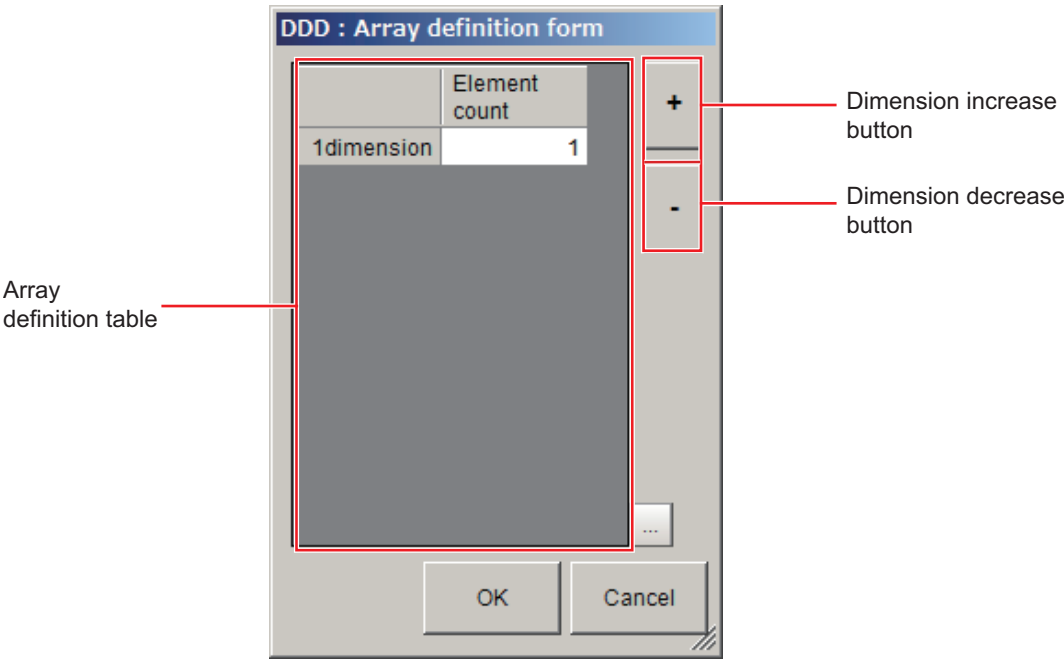 DDD : Array definition form
Element
count
1dimension 1
+
-
Dimension increase
button
Dimension decrease
button
Array
definition table
...
OK Cancel